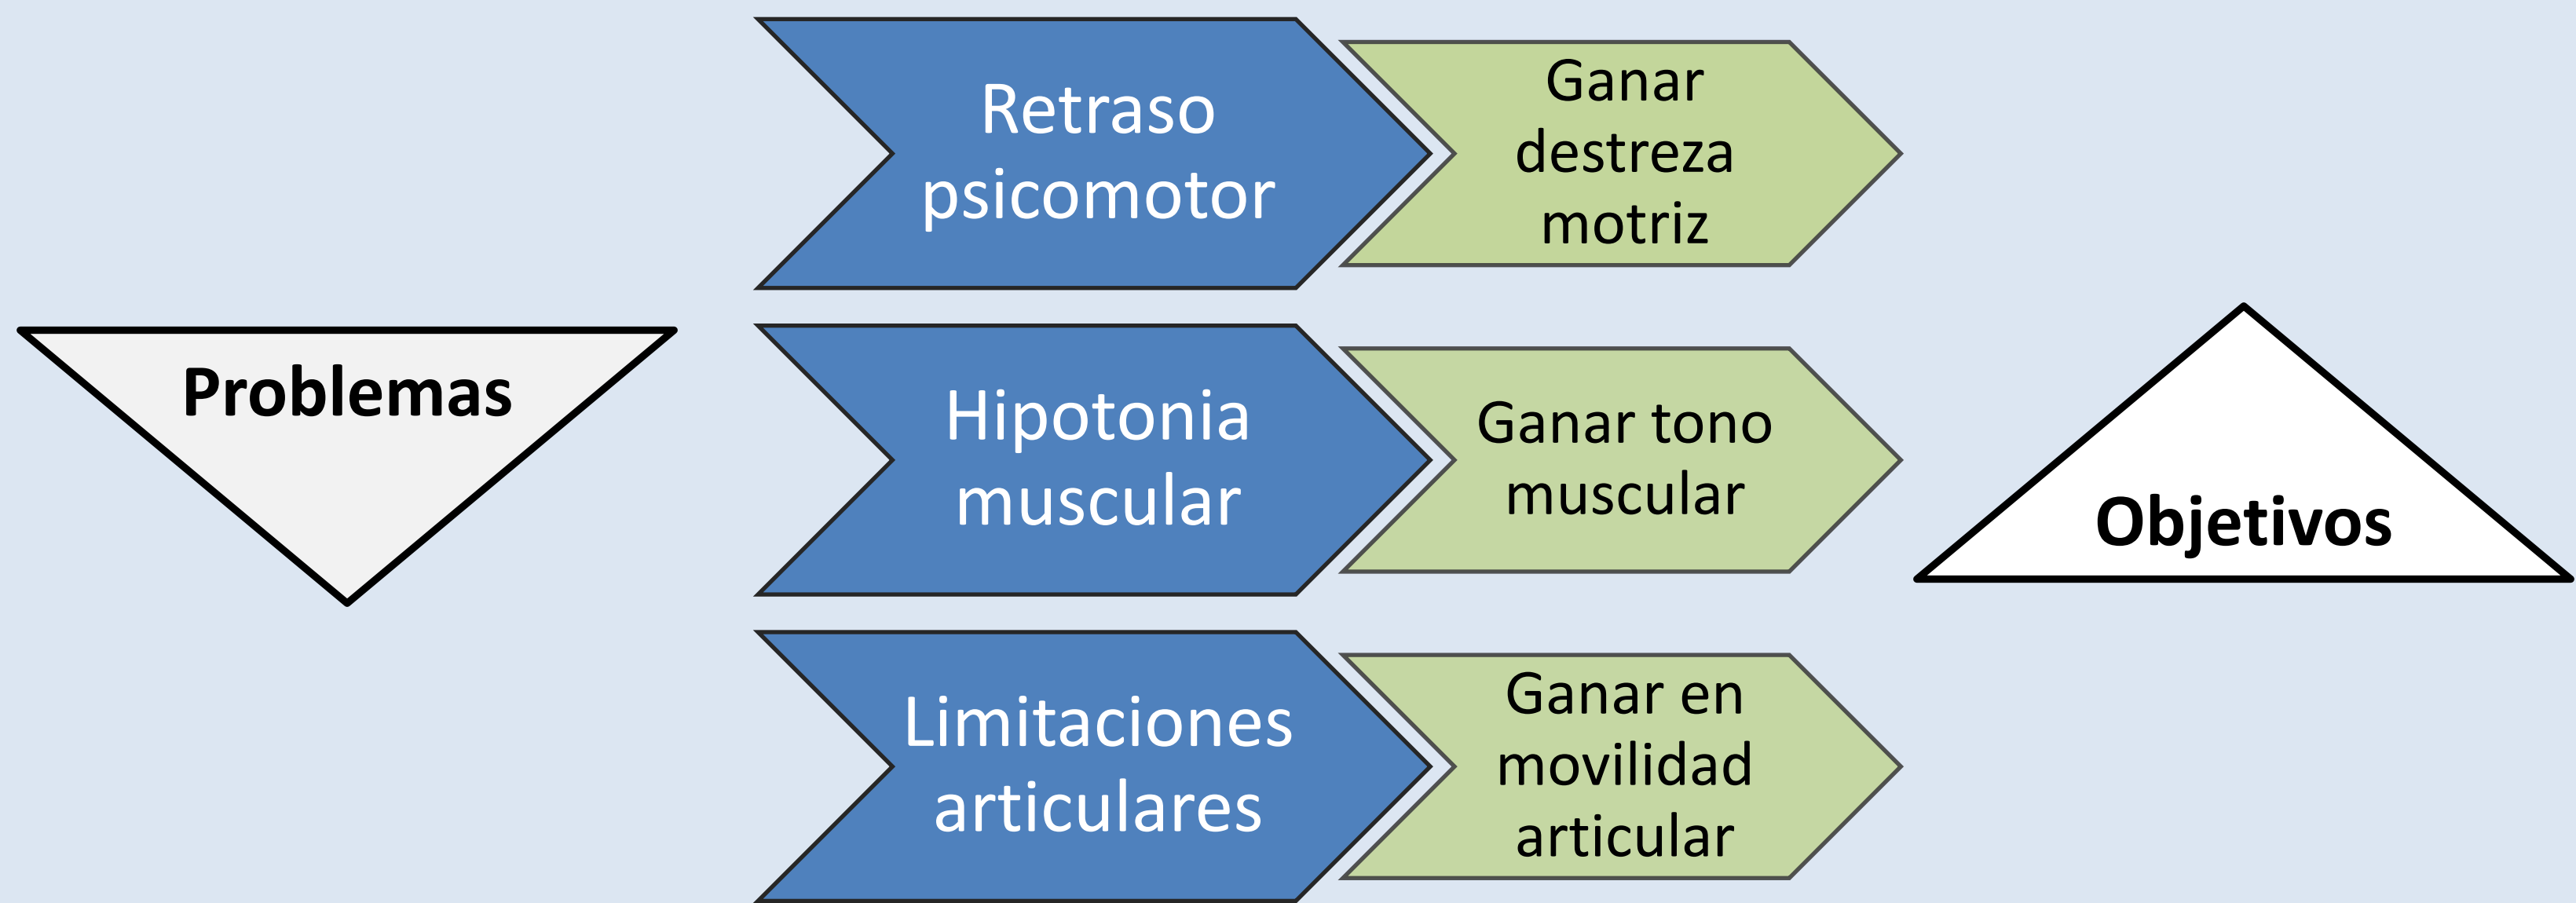 Problemas
Retraso
psicomotor
Ganar
destreza
motriz
Hipotonia
muscular
Ganar tono
muscular
Limitaciones
articulares
Ganar en
movilidad
articular
Objetivos